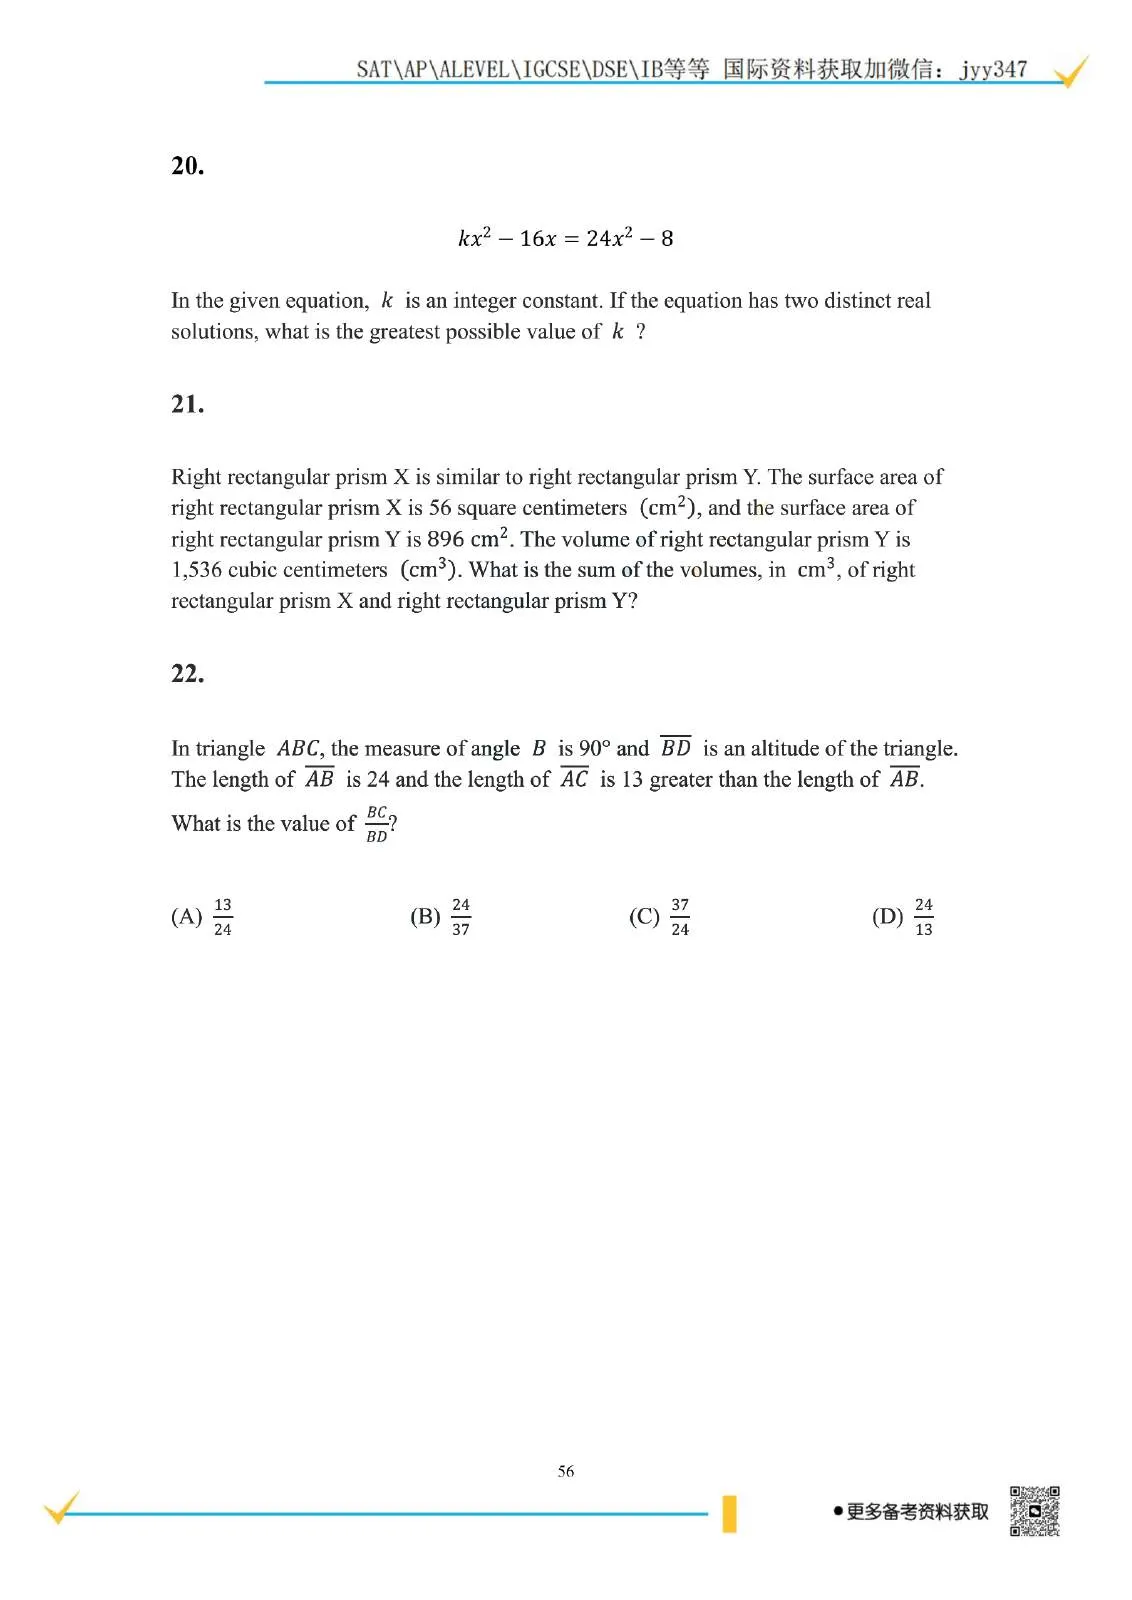 SAT\AP\ALEVEL\IGCSE\DSE\IB等等 国际资料获取加微信：jyy347
20.
kx² − 16x = 24x² − 8
In the given equation, k is an integer constant. If the equation has two distinct real
solutions, what is the greatest possible value of k ?
21.
Right rectangular prism X is similar to right rectangular prism Y. The surface area of
right rectangular prism X is 56 square centimeters (cm²), and the surface area of
right rectangular prism Y is 896 cm². The volume of right rectangular prism Y is
1,536 cubic centimeters (cm³). What is the sum of the volumes, in cm³, of right
rectangular prism X and right rectangular prism Y?
22.
In triangle ABC, the measure of angle B is 90° and B̅D̅ is an altitude of the triangle.
The length of A̅B̅ is 24 and the length of A̅C̅ is 13 greater than the length of A̅B̅.
What is the value of BC/BD?
(A) 13/24 (B) 24/37 (C) 37/24 (D) 24/13
56
●更多备考资料获取